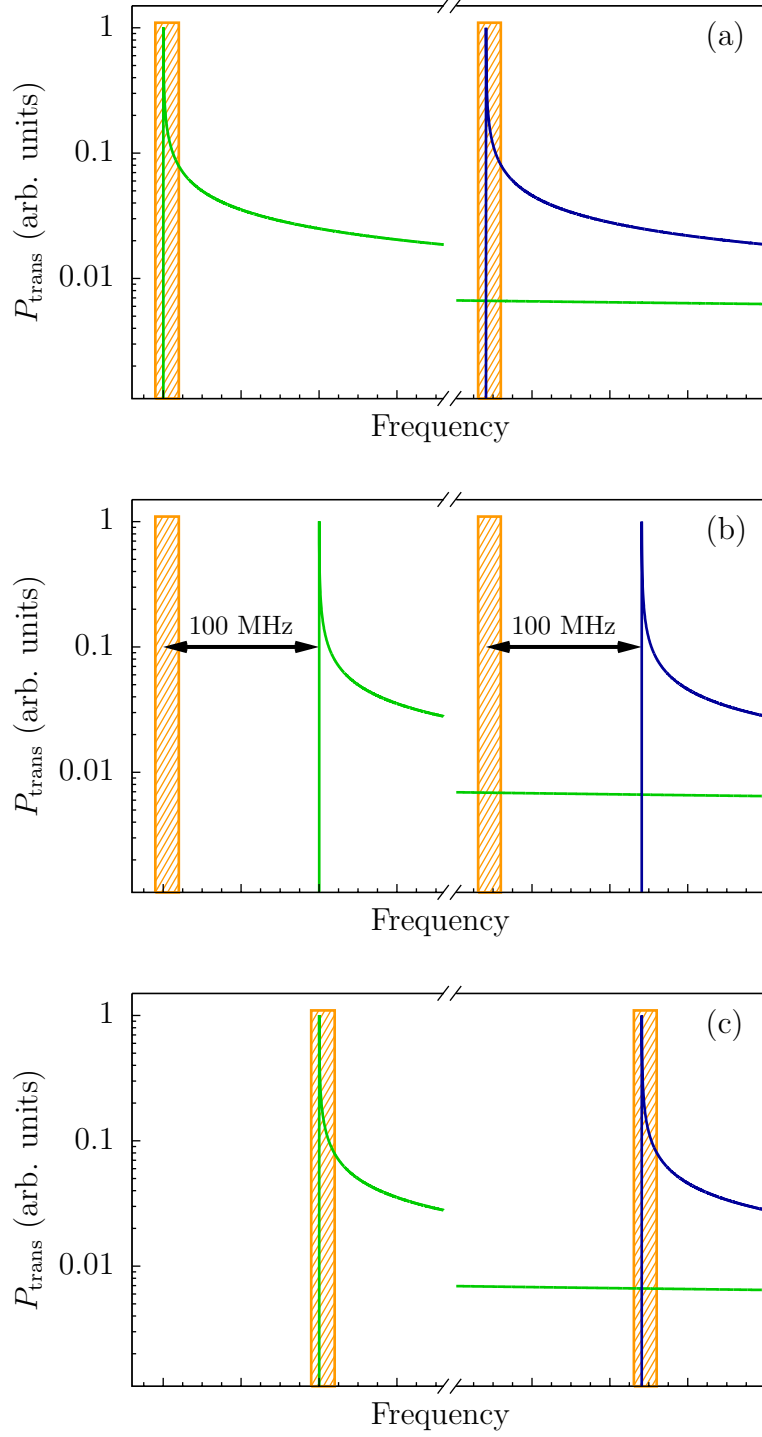 (a)
1
0.1
0.01
P_trans (arb. units)
Frequency
(b)
1
100 MHz 100 MHz
0.1
0.01
P_trans (arb. units)
Frequency
(c)
1
0.1
0.01
P_trans (arb. units)
Frequency